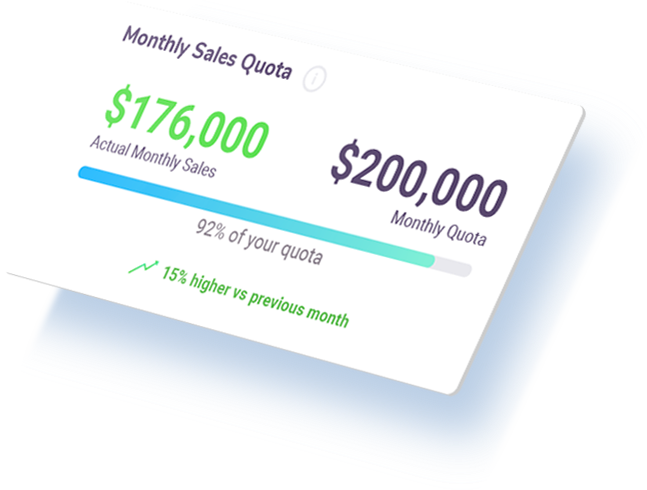 Monthly Sales Quota
$176,000
Actual Monthly Sales
$200,000
Monthly Quota
92% of your quota
15% higher vs previous month